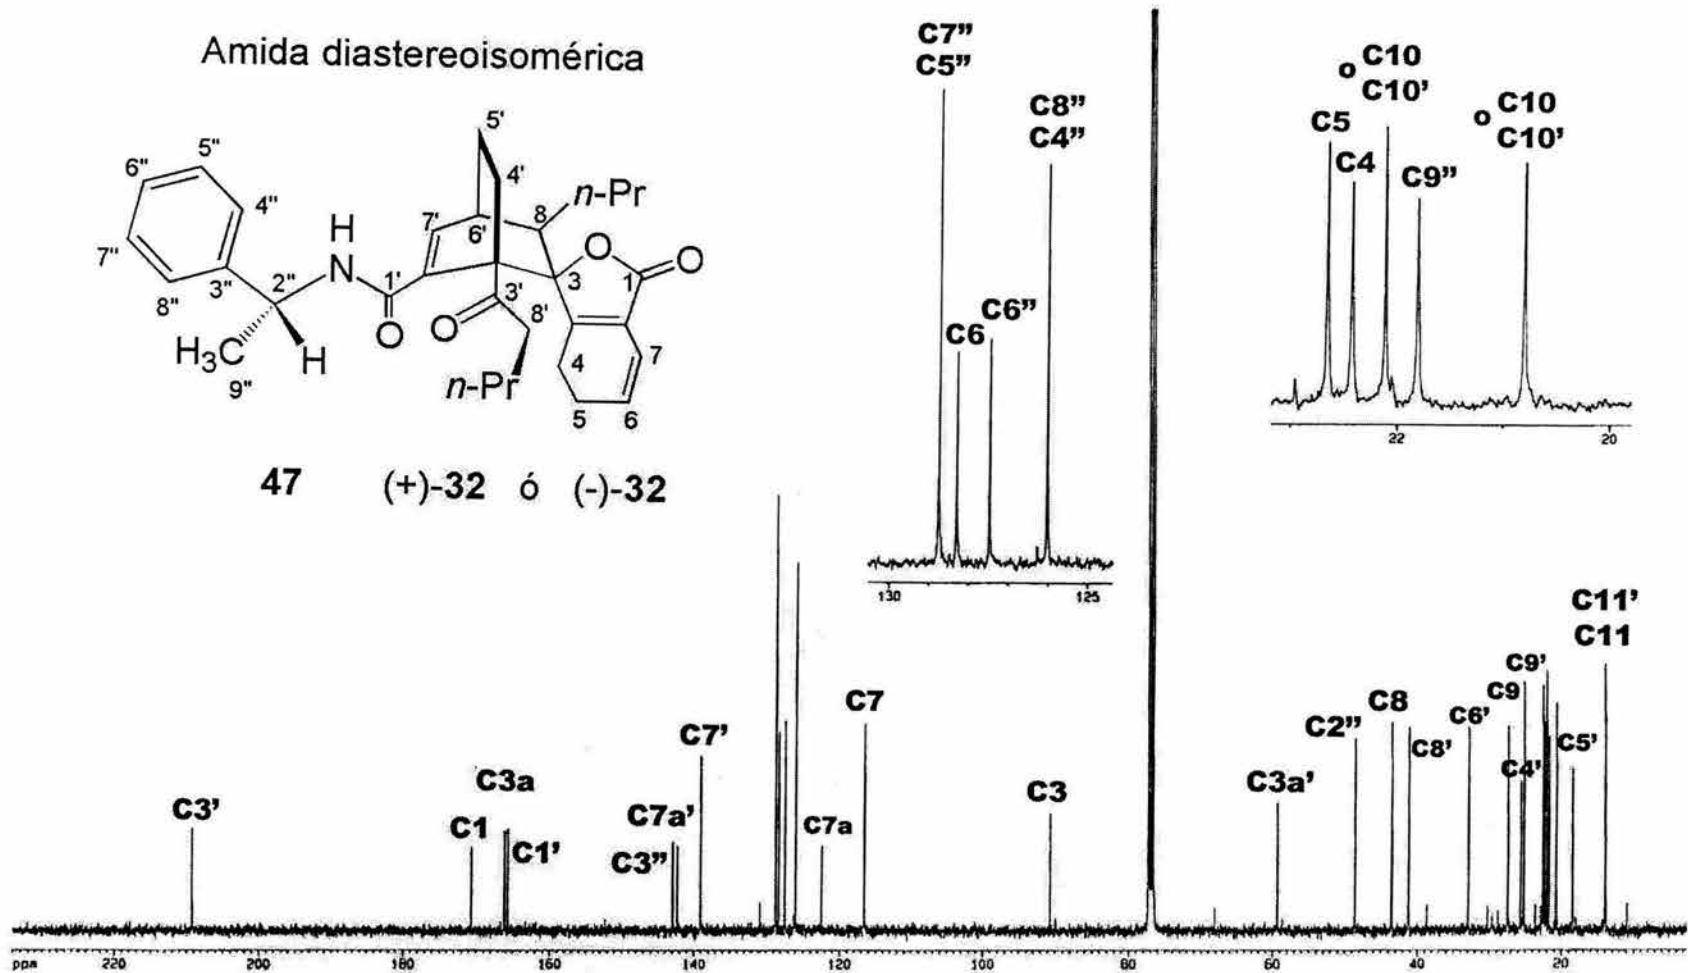 Amida diastereoisomérica
5'
4'
5"
6"
4"
7"
8"
3"
2"
H
N
1'
O
7'
6'
8
n-Pr
O
1
O
3
3'
O
8'
4
7
5
6
H₃C
H
9"
n-Pr
47 (+)-32 ó (-)-32
C7"
C5"
C6
C6"
C8"
C4"
130 125
C5
C4
o C10
C10'
C9"
o C10
C10'
22 20
C3'
C1
C3a
C1'
C7a'
C3"
C7'
C7a
C7
C3
C3a'
C2"
C8
C8'
C6'
C9
C4'
C9'
C5'
C11'
C11
ppm 220 200 180 160 140 120 100 80 60 40 20 0